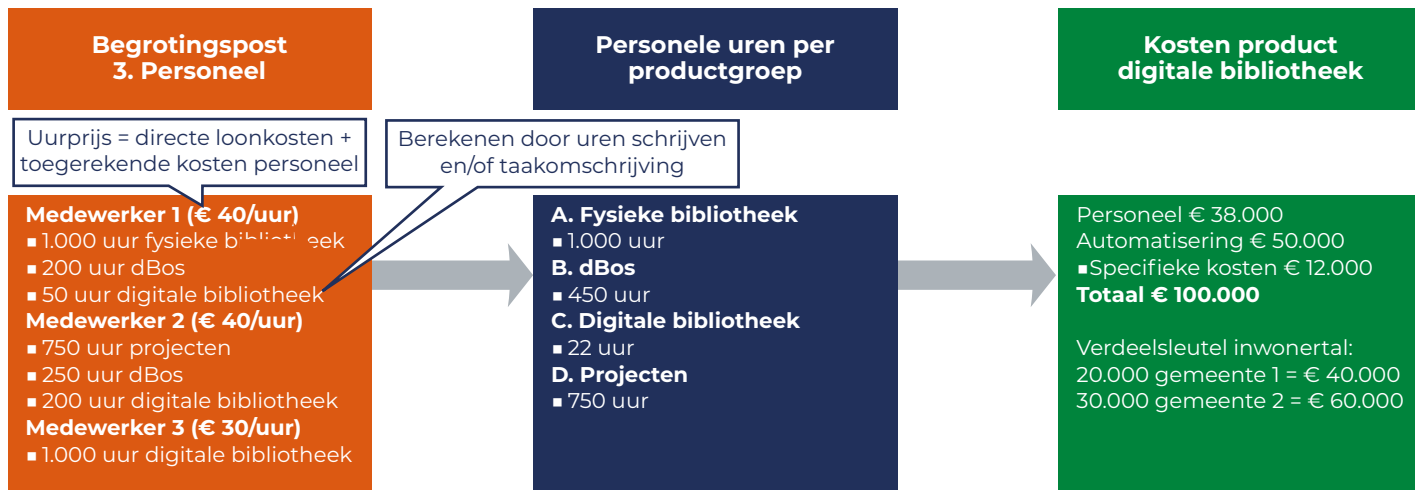 Begrotingspost
3. Personeel
Personele uren per
productgroep
Kosten product
digitale bibliotheek
Uurprijs = directe loonkosten +
toegerekende kosten personeel
Berekenen door uren schrijven
en/of taakomschrijving
Medewerker 1 (€ 40/uur)
▪ 1.000 uur fysieke bibliotheek
▪ 200 uur dBos
▪ 50 uur digitale bibliotheek
Medewerker 2 (€ 40/uur)
▪ 750 uur projecten
▪ 250 uur dBos
▪ 200 uur digitale bibliotheek
Medewerker 3 (€ 30/uur)
▪ 1.000 uur digitale bibliotheek
A. Fysieke bibliotheek
▪ 1.000 uur
B. dBos
▪ 450 uur
C. Digitale bibliotheek
▪ 22 uur
D. Projecten
▪ 750 uur
Personeel € 38.000
Automatisering € 50.000
▪Specifieke kosten € 12.000
Totaal € 100.000
Verdeelsleutel inwonertal:
20.000 gemeente 1 = € 40.000
30.000 gemeente 2 = € 60.000